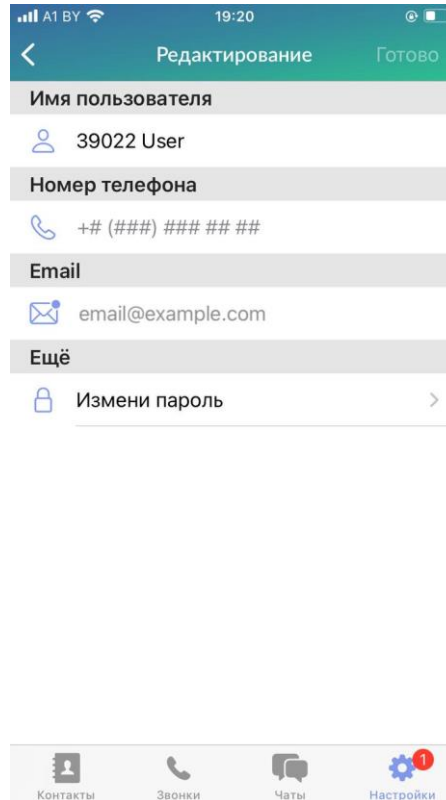 A1 BY 19:20
Редактирование Готово
Имя пользователя
39022 User
Номер телефона
+# (###) ### ## ##
Email
email@example.com
Ещё
Измени пароль
1
Контакты Звонки Чаты Настройки